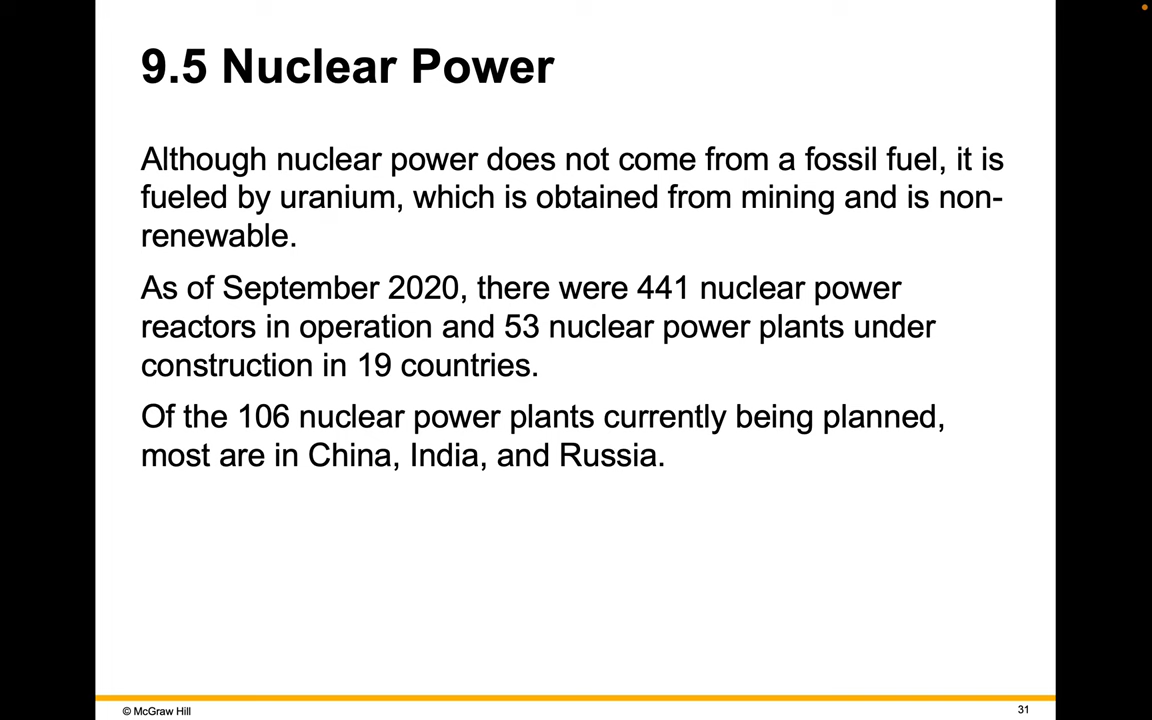 9.5 Nuclear Power
Although nuclear power does not come from a fossil fuel, it is
fueled by uranium, which is obtained from mining and is non-
renewable.
As of September 2020, there were 441 nuclear power
reactors in operation and 53 nuclear power plants under
construction in 19 countries.
Of the 106 nuclear power plants currently being planned,
most are in China, India, and Russia.
© McGraw Hill
31